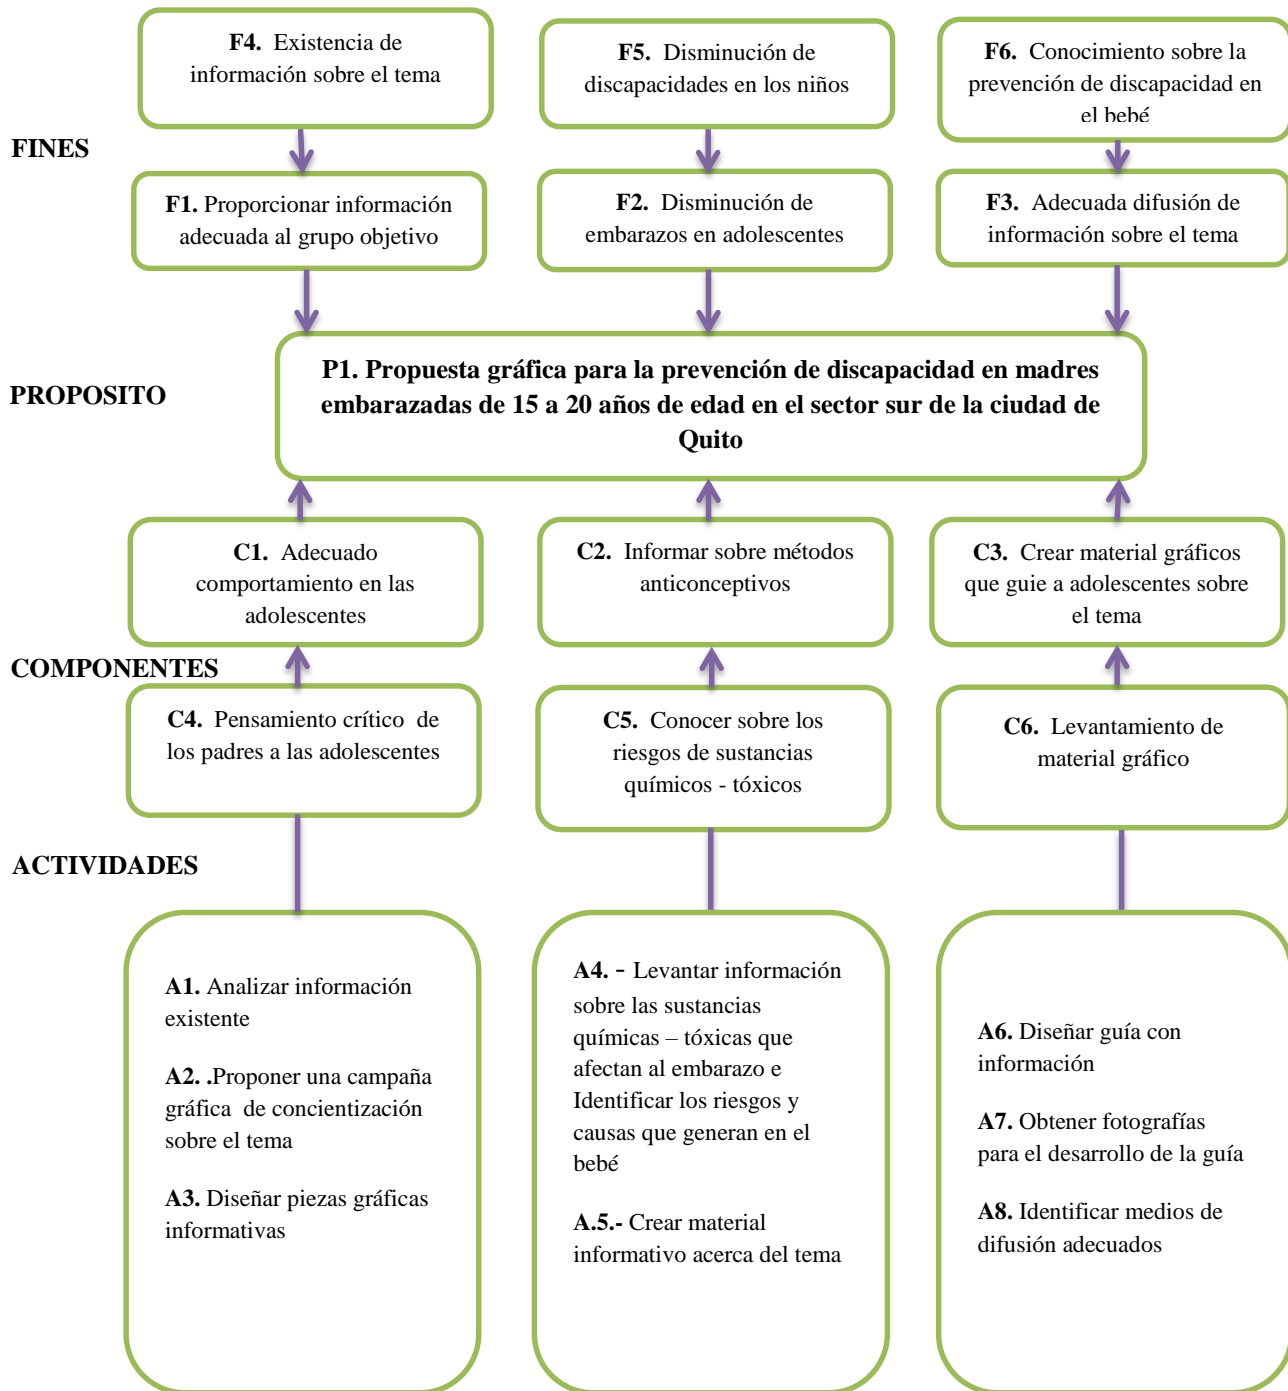 F4. Existencia de
información sobre el tema
F5. Disminución de
discapacidades en los niños
F6. Conocimiento sobre la
prevención de discapacidad en
el bebé
FINES
F1. Proporcionar información
adecuada al grupo objetivo
F2. Disminución de
embarazos en adolescentes
F3. Adecuada difusión de
información sobre el tema
PROPOSITO
P1. Propuesta gráfica para la prevención de discapacidad en madres
embarazadas de 15 a 20 años de edad en el sector sur de la ciudad de
Quito
C1. Adecuado
comportamiento en las
adolescentes
C2. Informar sobre métodos
anticonceptivos
C3. Crear material gráficos
que guie a adolescentes sobre
el tema
COMPONENTES
C4. Pensamiento crítico de
los padres a las adolescentes
C5. Conocer sobre los
riesgos de sustancias
químicos - tóxicos
C6. Levantamiento de
material gráfico
ACTIVIDADES
A1. Analizar información
existente
A2. .Proponer una campaña
gráfica de concientización
sobre el tema
A3. Diseñar piezas gráficas
informativas
A4. - Levantar información
sobre las sustancias
químicas – tóxicas que
afectan al embarazo e
Identificar los riesgos y
causas que generan en el
bebé
A.5.- Crear material
informativo acerca del tema
A6. Diseñar guía con
información
A7. Obtener fotografías
para el desarrollo de la guía
A8. Identificar medios de
difusión adecuados